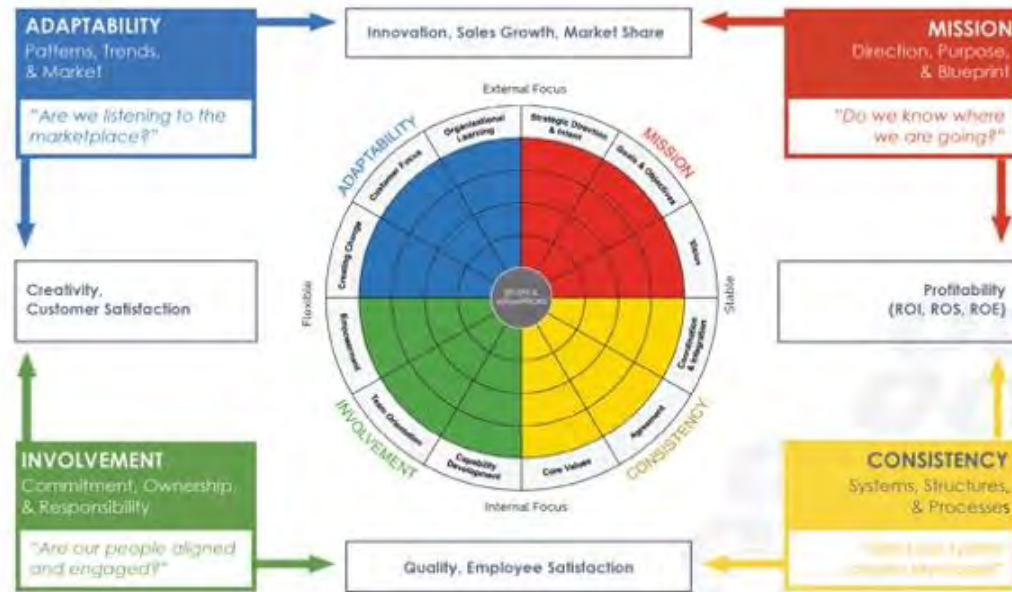 ADAPTABILITY
Patterns, Trends,
& Market
"Are we listening to the
marketplace?"
Innovation, Sales Growth, Market Share
MISSION
Direction, Purpose,
& Blueprint
"Do we know where
we are going?"
External Focus
ADAPTABILITY
MISSION
Creating Change
Customer Focus
Organizational
Learning
Strategic Direction
& Intent
Goals & Objectives
Vision
Creativity,
Customer Satisfaction
Flexible
Stable
Profitability
(ROI, ROS, ROE)
Empowerment
Team Orientation
Capability
Development
Core Values
Agreement
Coordination
& Integration
INVOLVEMENT
CONSISTENCY
Internal Focus
INVOLVEMENT
Commitment, Ownership,
& Responsibility
"Are our people aligned
and engaged?"
Quality, Employee Satisfaction
CONSISTENCY
Systems, Structures,
& Processes